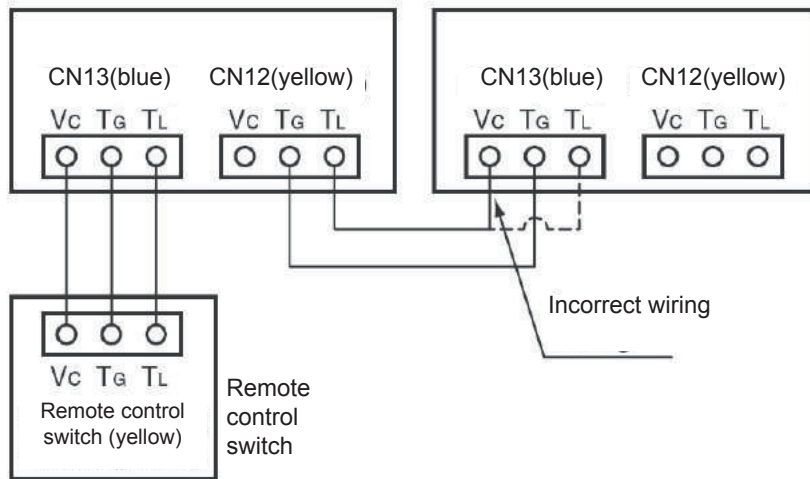 CN13(blue) CN12(yellow)
Vc TG TL Vc TG TL
CN13(blue) CN12(yellow)
Vc TG TL Vc TG TL
Incorrect wiring
Vc TG TL
Remote control
switch (yellow)
Remote
control
switch